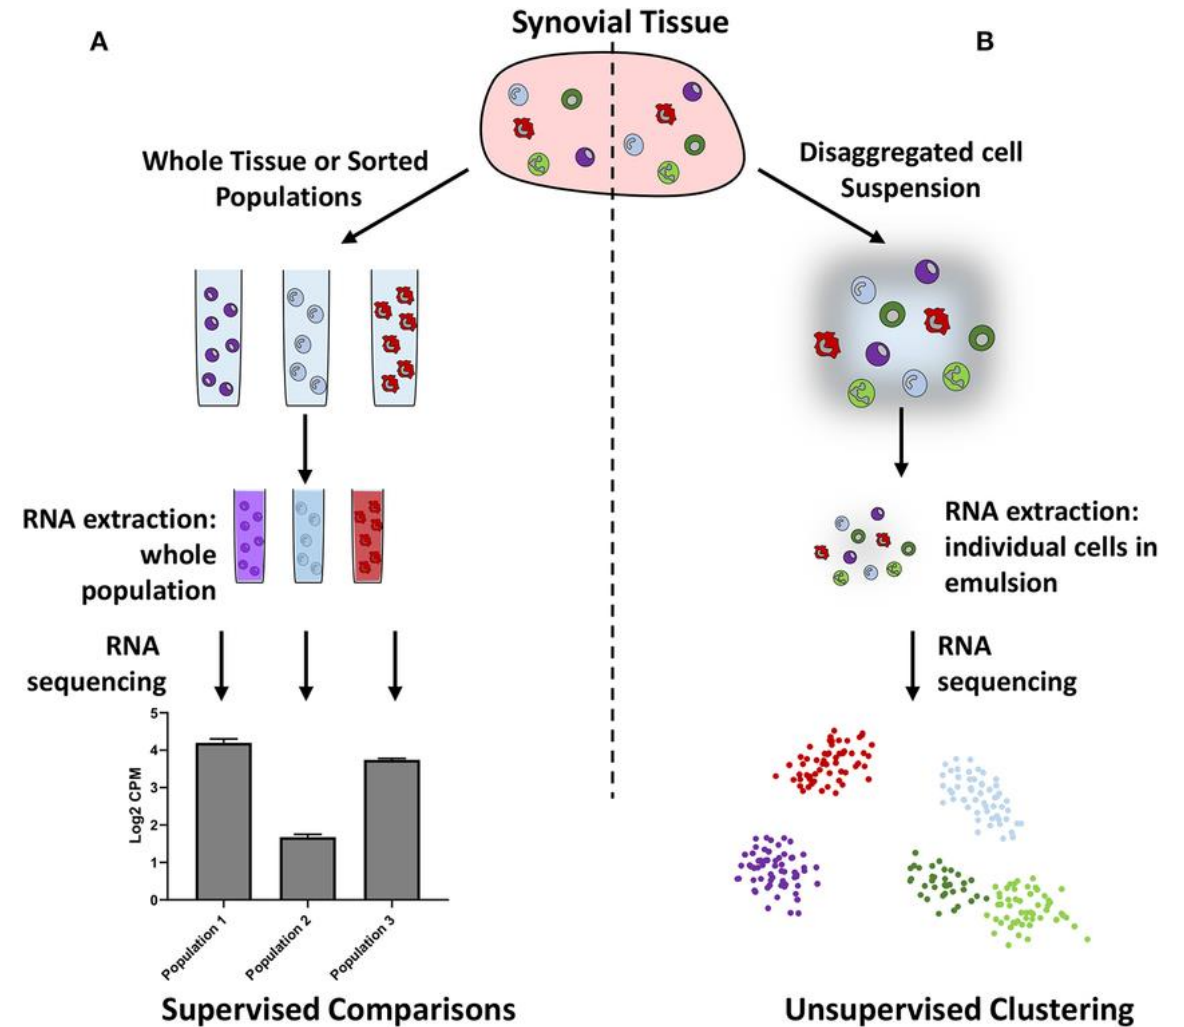 Synovial Tissue
A
B
Whole Tissue or Sorted
Populations
Disaggregated cell
Suspension
RNA extraction:
whole
population
RNA extraction:
individual cells in
emulsion
RNA
sequencing
RNA
sequencing
5
4
3
2
1
0
Log2 CPM
Population 1
Population 2
Population 3
Supervised Comparisons
Unsupervised Clustering